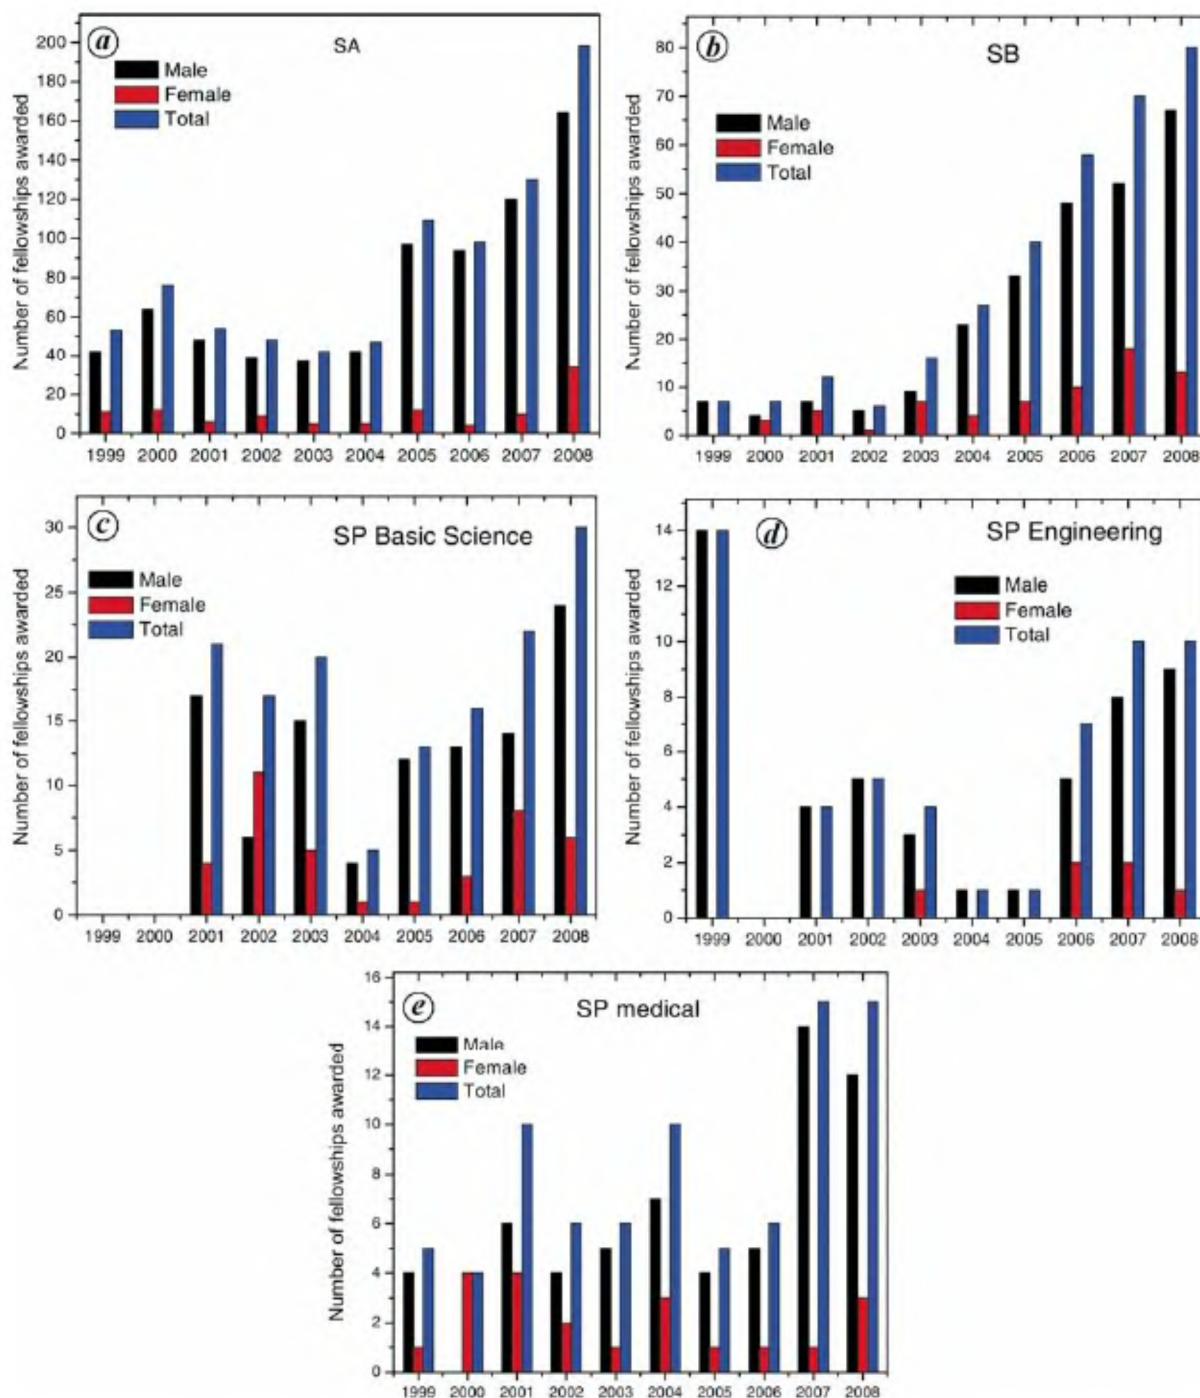 a
SA
Male
Female
Total
Number of fellowships awarded
200
180
160
140
120
100
80
60
40
20
0
1999 2000 2001 2002 2003 2004 2005 2006 2007 2008
b
SB
Male
Female
Total
Number of fellowships awarded
80
70
60
50
40
30
20
10
0
1999 2000 2001 2002 2003 2004 2005 2006 2007 2008
c
SP Basic Science
Male
Female
Total
Number of fellowships awarded
30
25
20
15
10
5
0
1999 2000 2001 2002 2003 2004 2005 2006 2007 2008
d
SP Engineering
Male
Female
Total
Number of fellowships awarded
14
12
10
8
6
4
2
0
1999 2000 2001 2002 2003 2004 2005 2006 2007 2008
e
SP medical
Male
Female
Total
Number of fellowships awarded
16
14
12
10
8
6
4
2
0
1999 2000 2001 2002 2003 2004 2005 2006 2007 2008